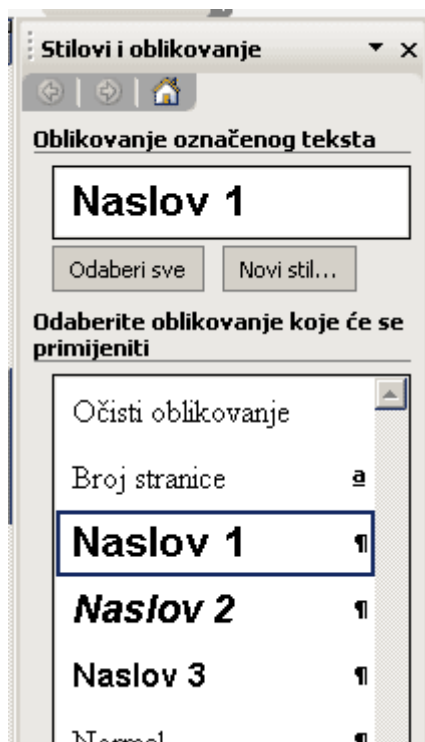 Stilovi i oblikovanje
Oblikovanje označenog teksta
Naslov 1
Odaberi sve Novi stil...
Odaberite oblikovanje koje će se
primijeniti
Očisti oblikovanje
Broj stranice a
Naslov 1 ¶
Naslov 2 ¶
Naslov 3 ¶
Normal ¶